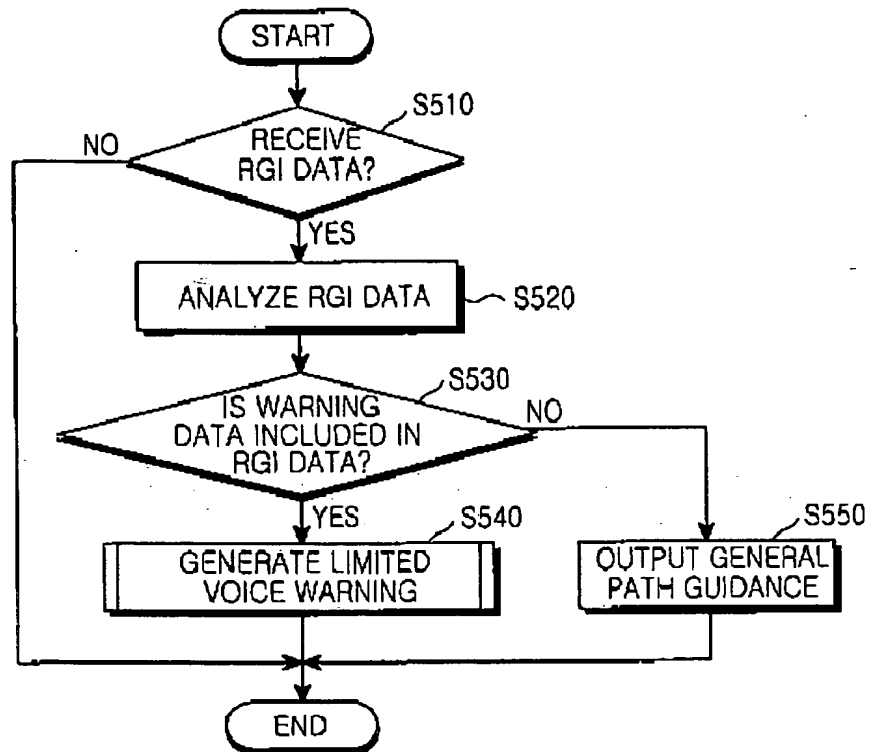 START
S510
NO
RECEIVE
RGI DATA?
YES
ANALYZE RGI DATA
S520
S530
IS WARNING
DATA INCLUDED IN
RGI DATA?
NO
YES
S540
S550
GENERATE LIMITED
VOICE WARNING
OUTPUT GENERAL
PATH GUIDANCE
END